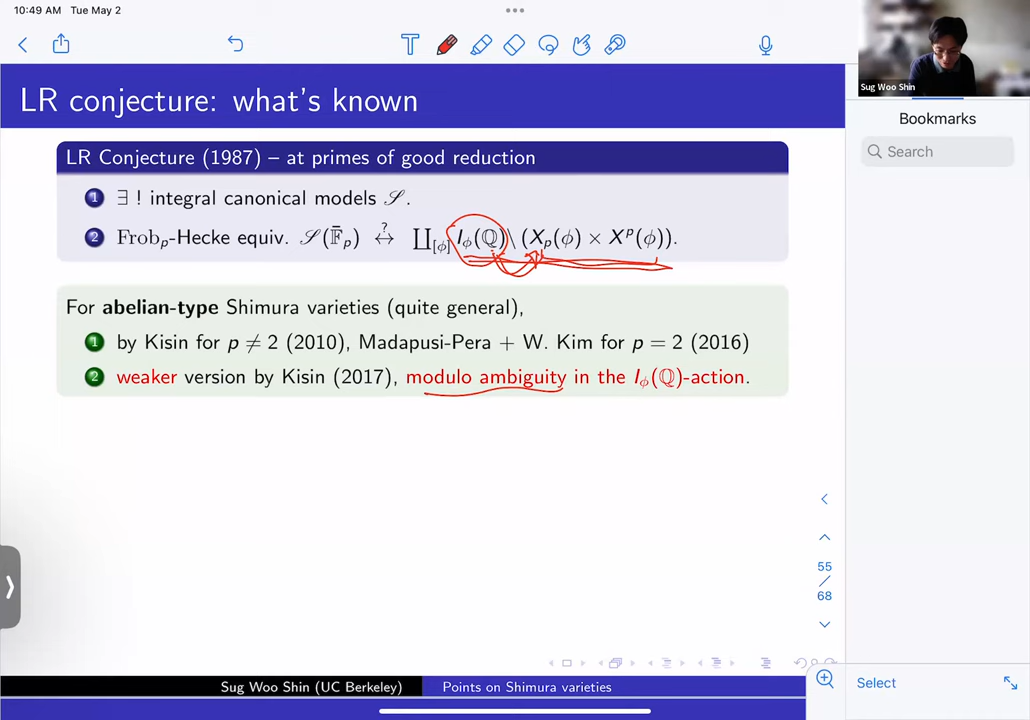 10:49 AM Tue May 2
Sug Woo Shin
LR conjecture: what's known
Bookmarks
Search
LR Conjecture (1987) – at primes of good reduction
1 ∃ ! integral canonical models 𝒮.
2 Frob_p-Hecke equiv. 𝒮(F̄_p) ↔? ∐_[ϕ] I_ϕ(ℚ)\ (X_p(ϕ) × X^p(ϕ)).
For abelian-type Shimura varieties (quite general),
1 by Kisin for p ≠ 2 (2010), Madapusi-Pera + W. Kim for p = 2 (2016)
2 weaker version by Kisin (2017), modulo ambiguity in the I_ϕ(ℚ)-action.
55
68
Sug Woo Shin (UC Berkeley)
Points on Shimura varieties
Select